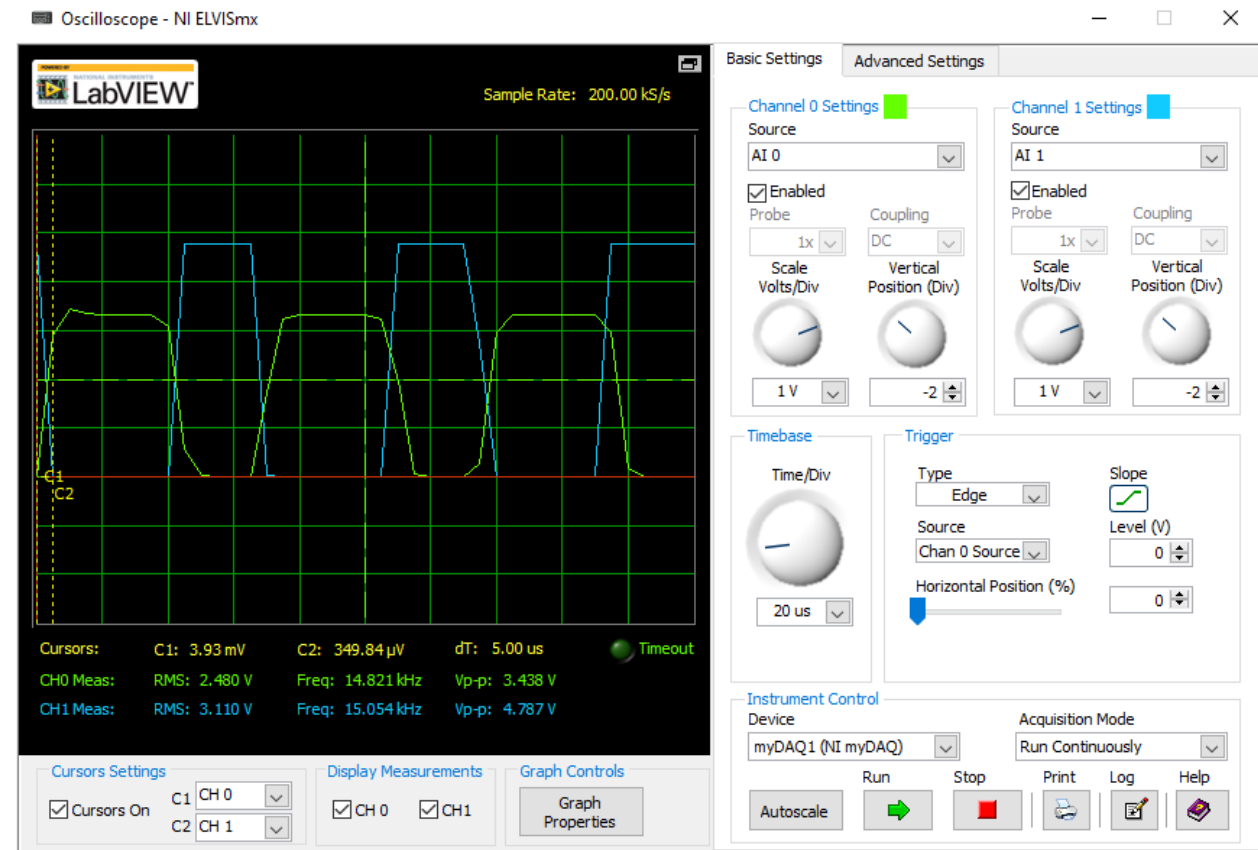 Oscilloscope - NI ELVISmx
POWERED BY
NATIONAL INSTRUMENTS
LabVIEW™
Sample Rate: 200.00 kS/s
C1
C2
Cursors: C1: 3.93 mV C2: 349.84 µV dT: 5.00 us Timeout
CH0 Meas: RMS: 2.480 V Freq: 14.821 kHz Vp-p: 3.438 V
CH1 Meas: RMS: 3.110 V Freq: 15.054 kHz Vp-p: 4.787 V
Cursors Settings
Cursors On
C1 CH 0
C2 CH 1
Display Measurements
CH 0 CH1
Graph Controls
Graph
Properties
Basic Settings Advanced Settings
Channel 0 Settings
Source
AI 0
Enabled
Probe Coupling
1x DC
Scale Vertical
Volts/Div Position (Div)
1 V -2
Channel 1 Settings
Source
AI 1
Enabled
Probe Coupling
1x DC
Scale Vertical
Volts/Div Position (Div)
1 V -2
Timebase
Time/Div
20 us
Trigger
Type Slope
Edge
Source Level (V)
Chan 0 Source 0
Horizontal Position (%)
0
Instrument Control
Device Acquisition Mode
myDAQ1 (NI myDAQ) Run Continuously
Run Stop Print Log Help
Autoscale